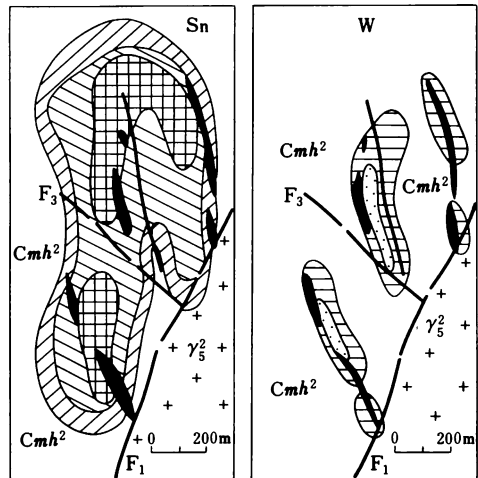 Sn
F₃
Cmh²
γ₅²
Cmh²
0 200m
F₁
W
Cmh²
Cmh²
F₃
γ₅²
Cmh²
0 200m
F₁